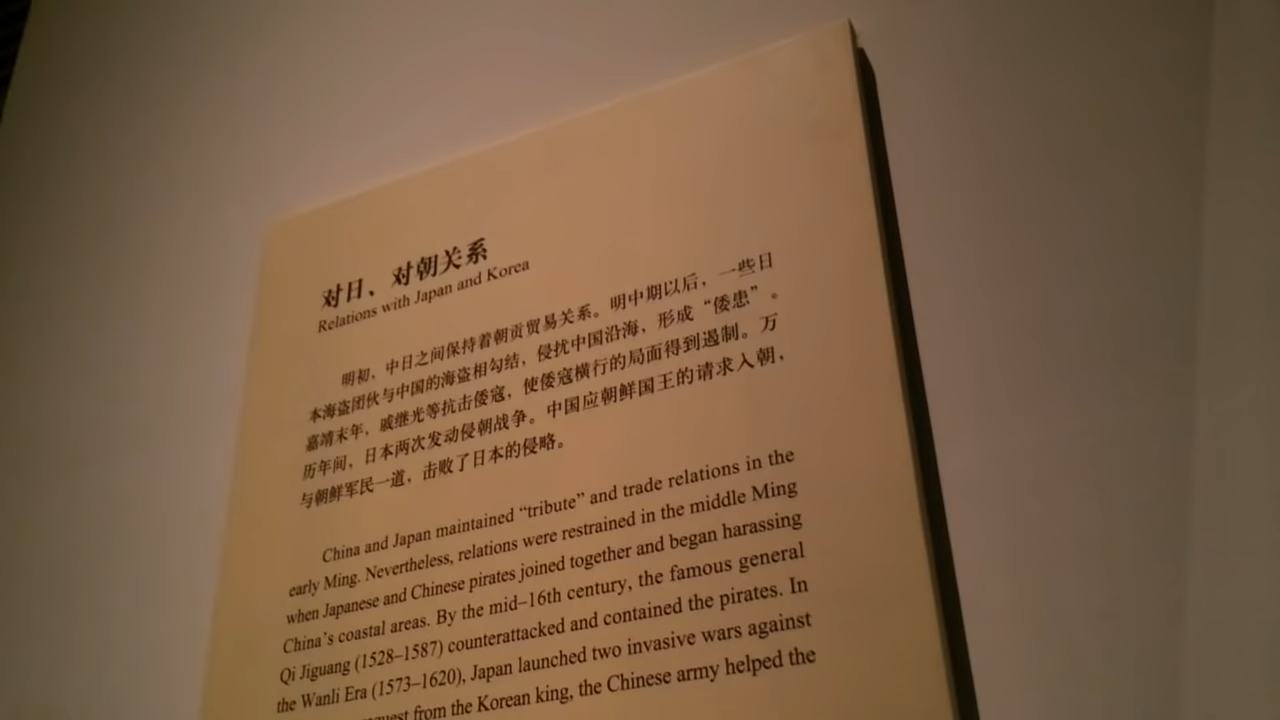 对日、对朝关系
Relations with Japan and Korea
明初，中日之间保持着朝贡贸易关系。明中期以后，一些日
本海盗团伙与中国的海盗相勾结，侵扰中国沿海，形成“倭患”。
嘉靖末年，戚继光等抗击倭寇，使倭寇横行的局面得到遏制。万
历年间，日本两次发动侵朝战争。中国应朝鲜国王的请求入朝，
与朝鲜军民一道，击败了日本的侵略。
China and Japan maintained “tribute” and trade relations in the
early Ming. Nevertheless, relations were restrained in the middle Ming
when Japanese and Chinese pirates joined together and began harassing
China’s coastal areas. By the mid–16th century, the famous general
Qi Jiguang (1528–1587) counterattacked and contained the pirates. In
the Wanli Era (1573–1620), Japan launched two invasive wars against
from the Korean king, the Chinese army helped the